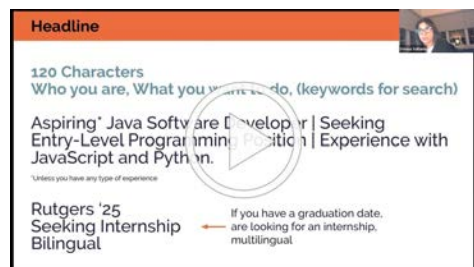 Headline
120 Characters
Who you are, What you want to do, (keywords for search)
Aspiring* Java Software Developer | Seeking
Entry-Level Programming Position | Experience with
JavaScript and Python.
*Unless you have any type of experience
Rutgers '25
Seeking Internship
Bilingual
If you have a graduation date,
are looking for an internship,
multilingual